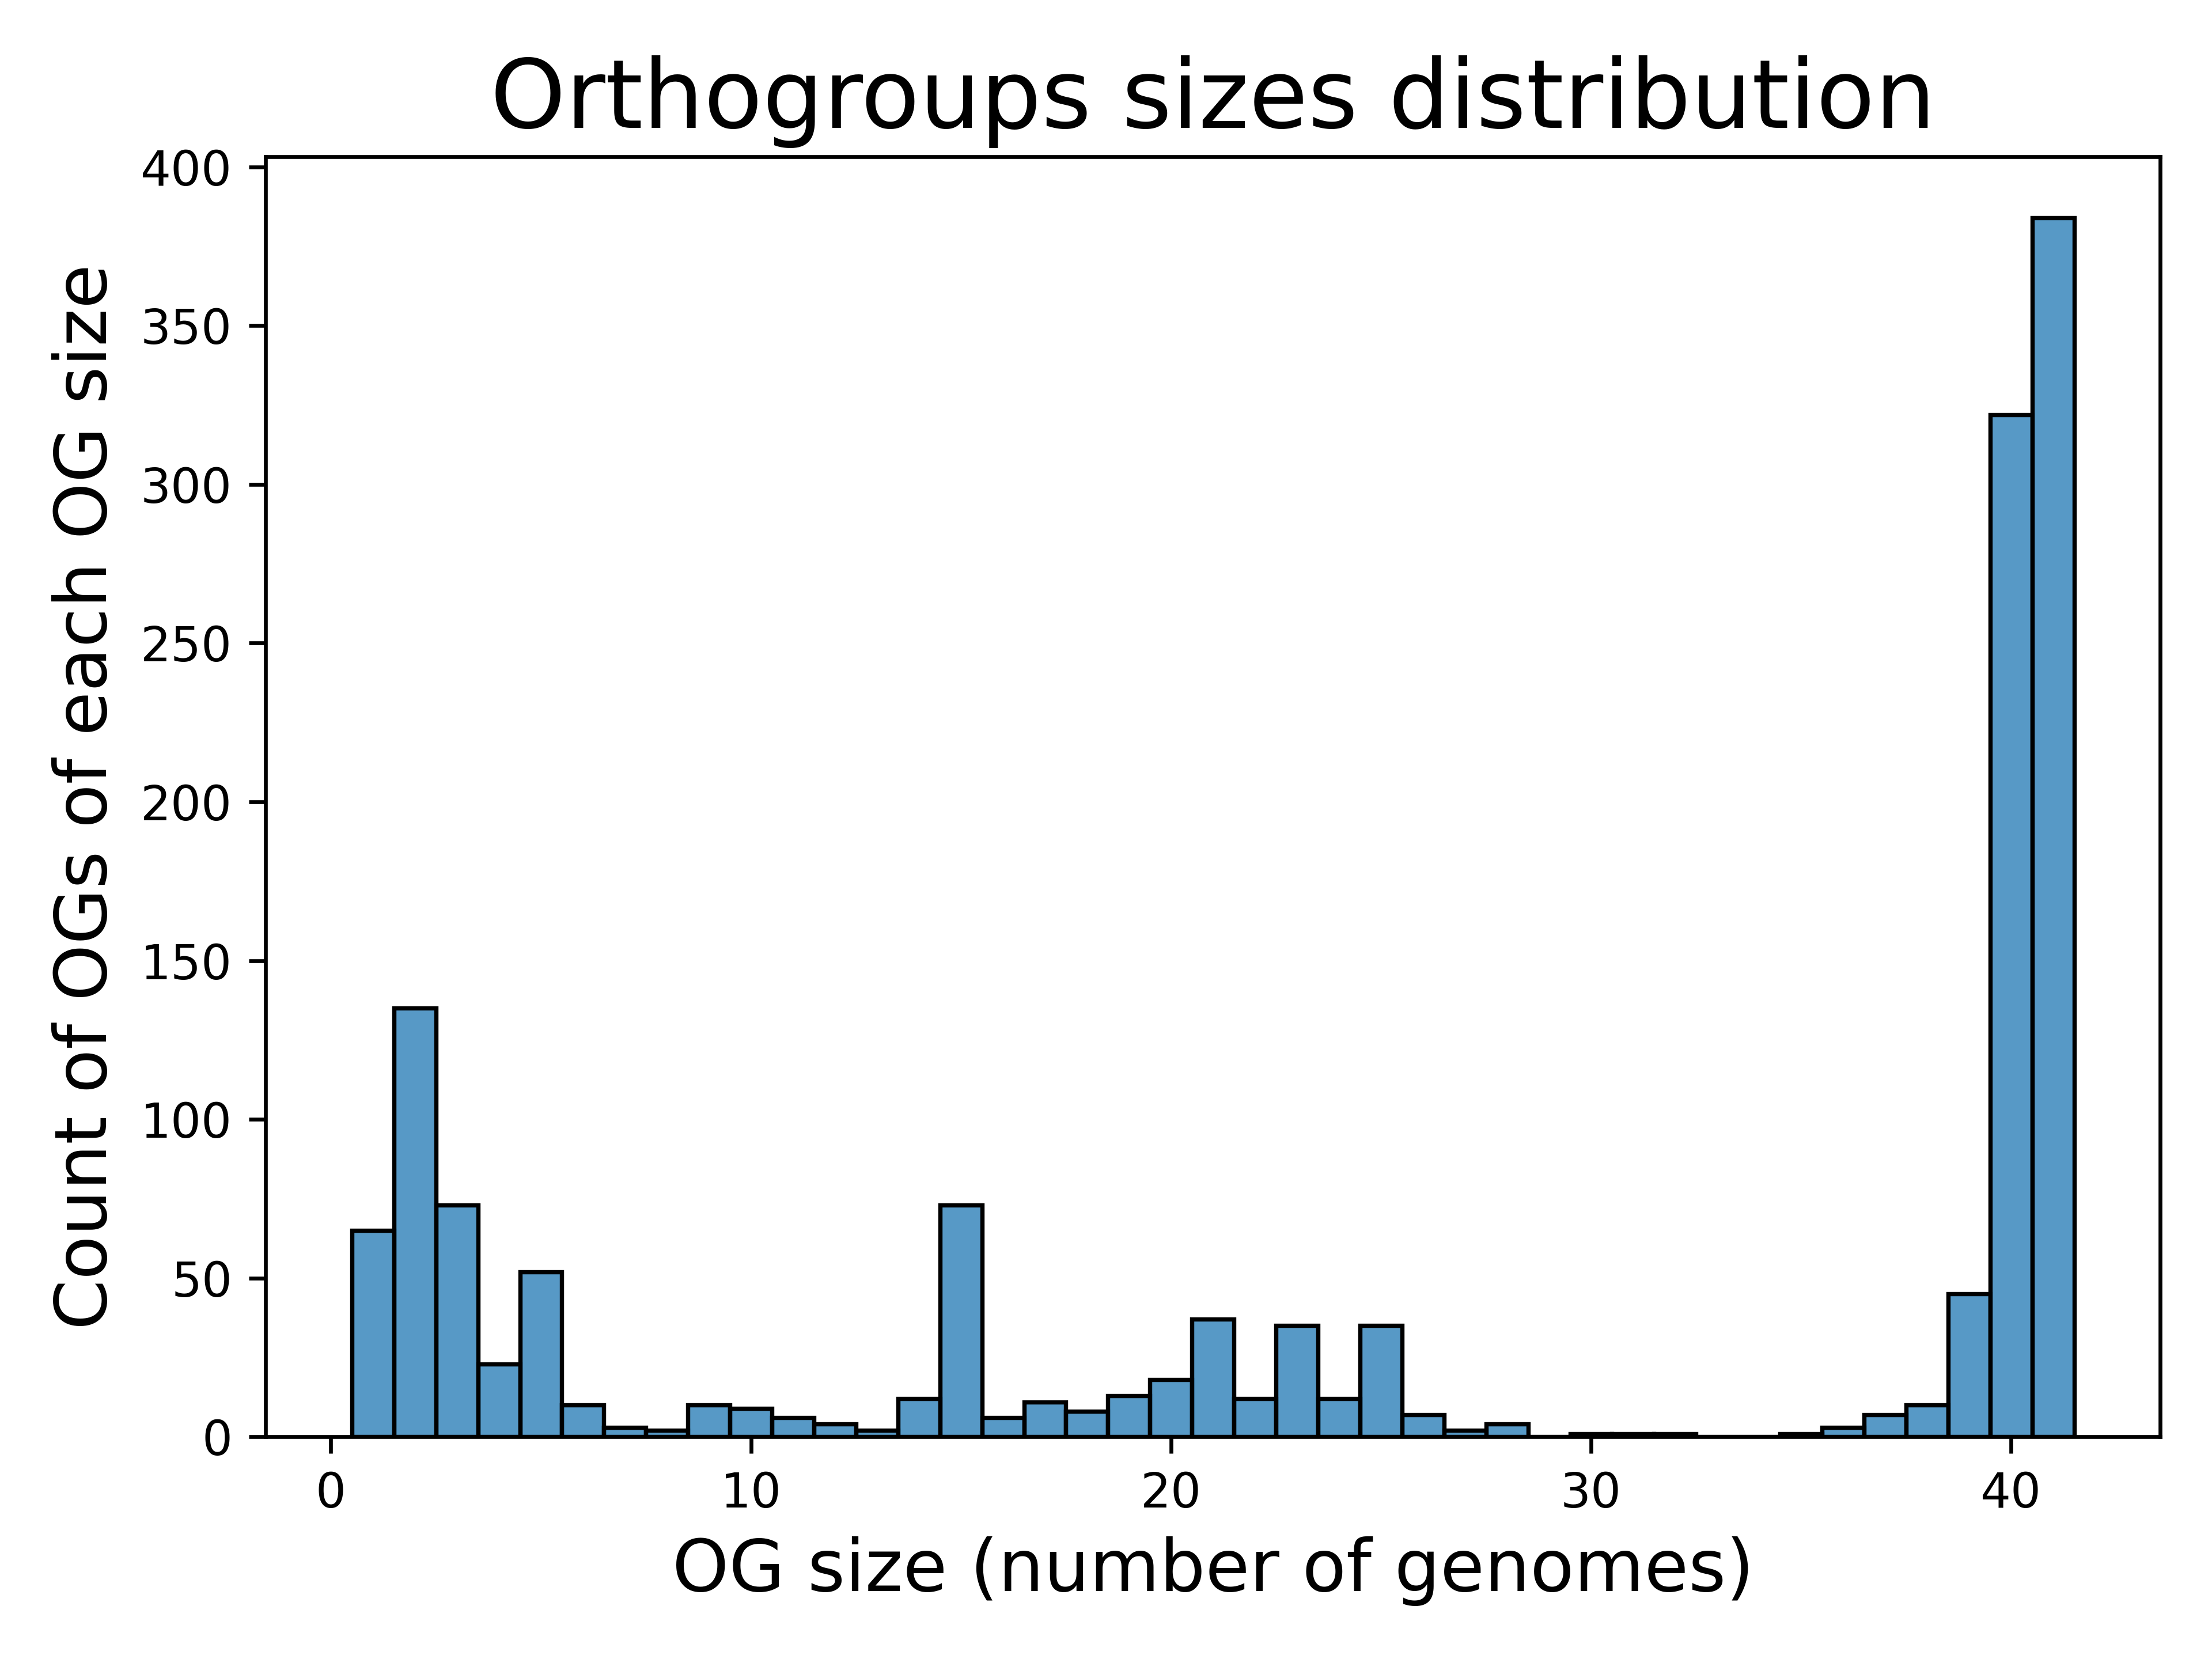 Orthogroups sizes distribution
Count of OGs of each OG size
400
350
300
250
200
150
100
50
0
0 10 20 30 40
OG size (number of genomes)